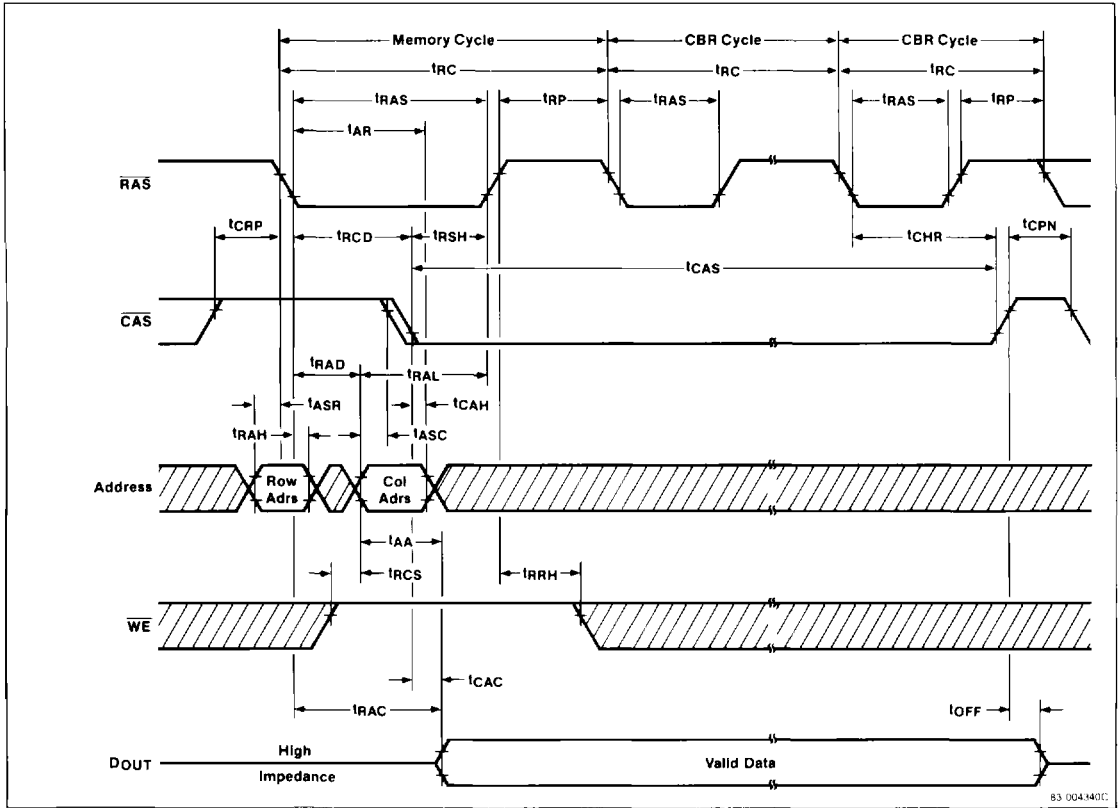 Memory Cycle CBR Cycle CBR Cycle
tRC tRC tRC
tRAS tRP tRAS tRAS tRP
tAR
RAS
tCRP tRCD tRSH tCHR tCPN
tCAS
CAS
tRAD tRAL
tASR tCAH
tRAH tASC
Address Row Adrs Col Adrs
tAA
tRCS tRRH
WE
tCAC
tRAC tOFF
DOUT High Impedance Valid Data
83 004340C